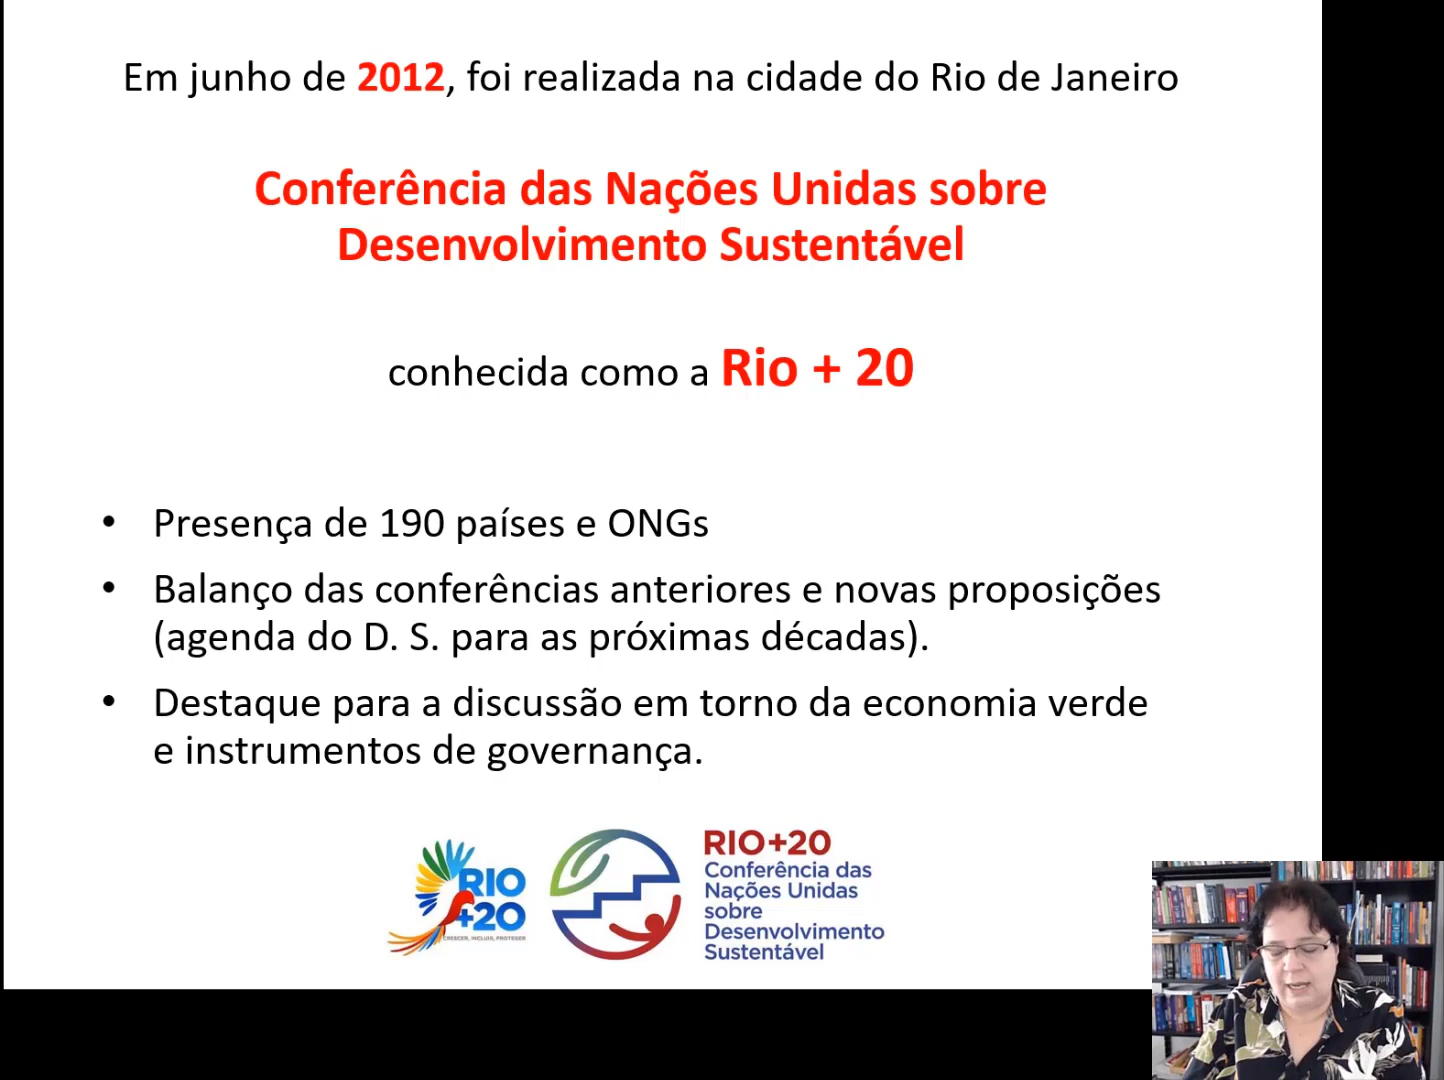 Em junho de 2012, foi realizada na cidade do Rio de Janeiro
Conferência das Nações Unidas sobre
Desenvolvimento Sustentável
conhecida como a Rio + 20
• Presença de 190 países e ONGs
• Balanço das conferências anteriores e novas proposições
(agenda do D. S. para as próximas décadas).
• Destaque para a discussão em torno da economia verde
e instrumentos de governança.
RIO
+20
CRESCER, INCLUIR, PROTEGER
RIO+20
Conferência das
Nações Unidas
sobre
Desenvolvimento
Sustentável